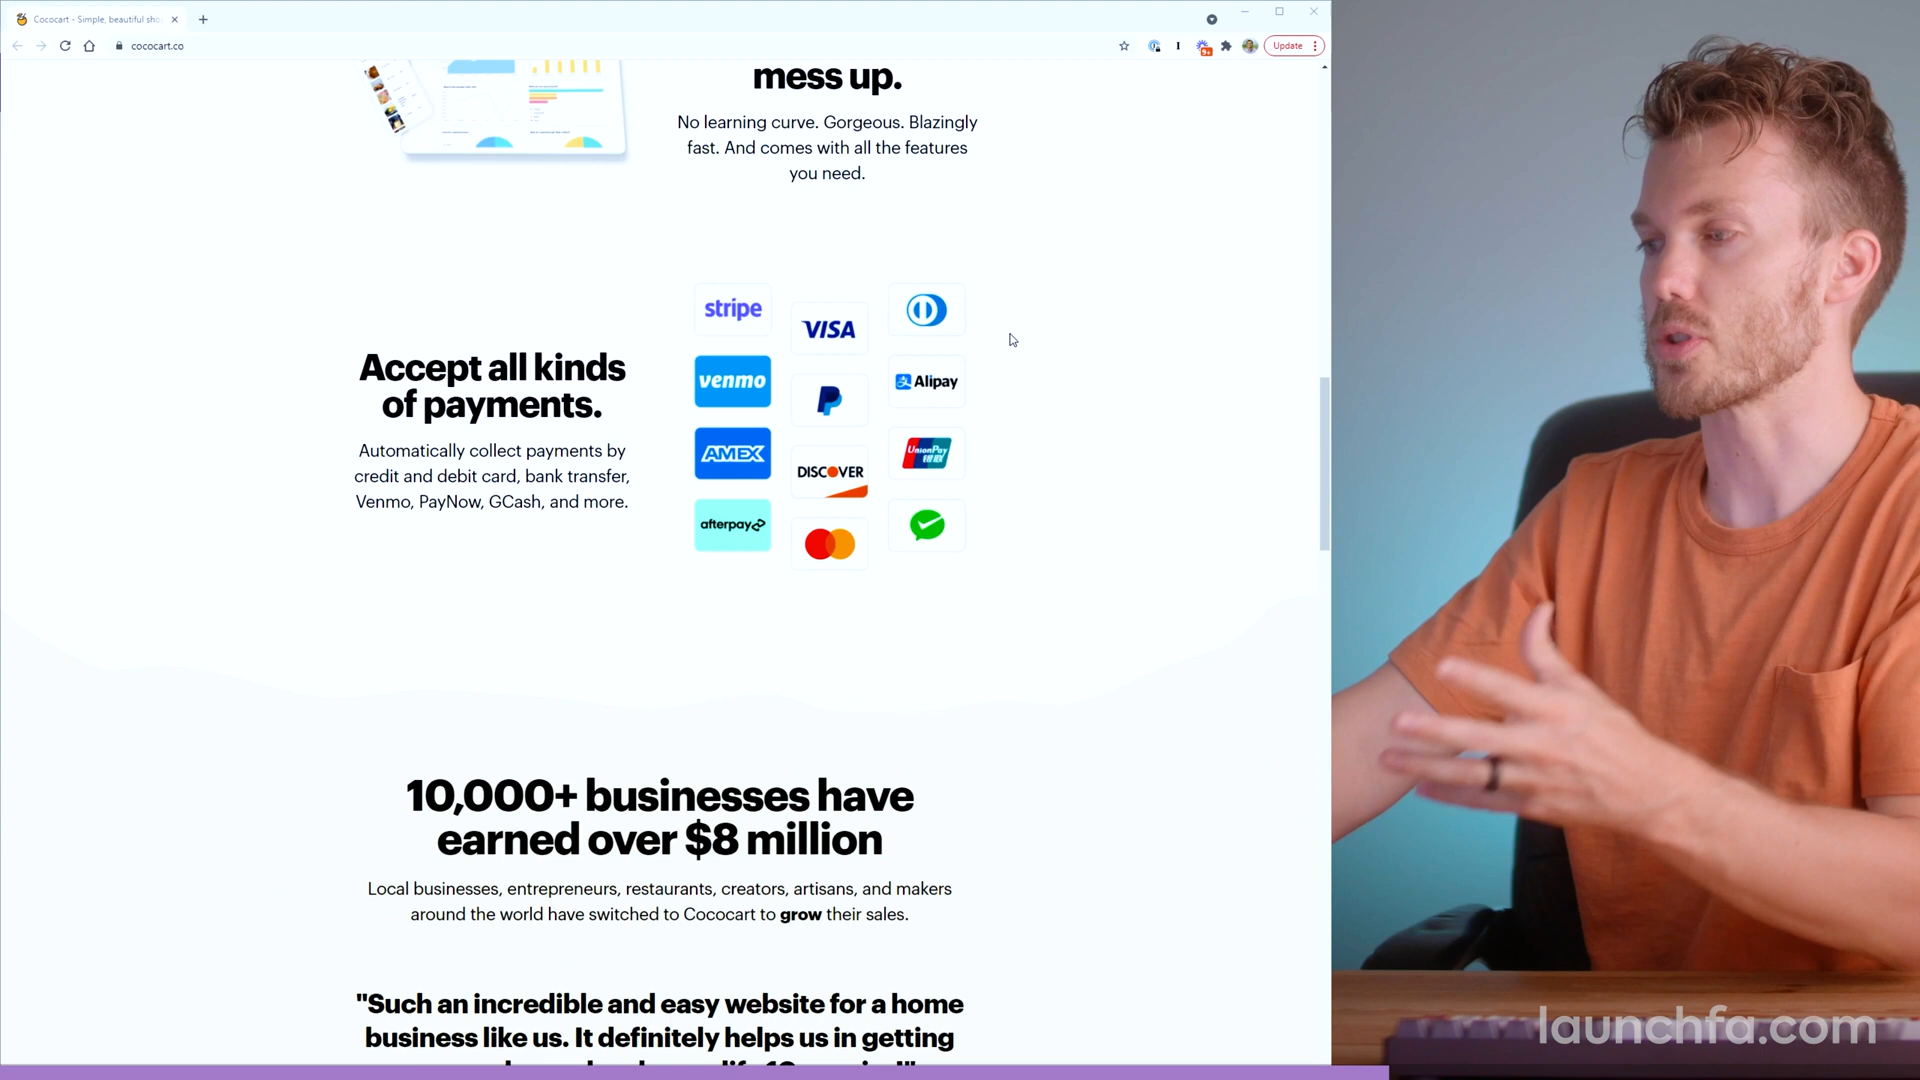 Cococart - Simple, beautiful sho
cococart.co
Update
mess up.
No learning curve. Gorgeous. Blazingly
fast. And comes with all the features
you need.
stripe
VISA
venmo
Alipay
Accept all kinds
of payments.
AMEX
DISCOVER
UnionPay
银联
Automatically collect payments by
credit and debit card, bank transfer,
Venmo, PayNow, GCash, and more.
afterpay
10,000+ businesses have
earned over $8 million
Local businesses, entrepreneurs, restaurants, creators, artisans, and makers
around the world have switched to Cococart to grow their sales.
"Such an incredible and easy website for a home
business like us. It definitely helps us in getting
launchfa.com